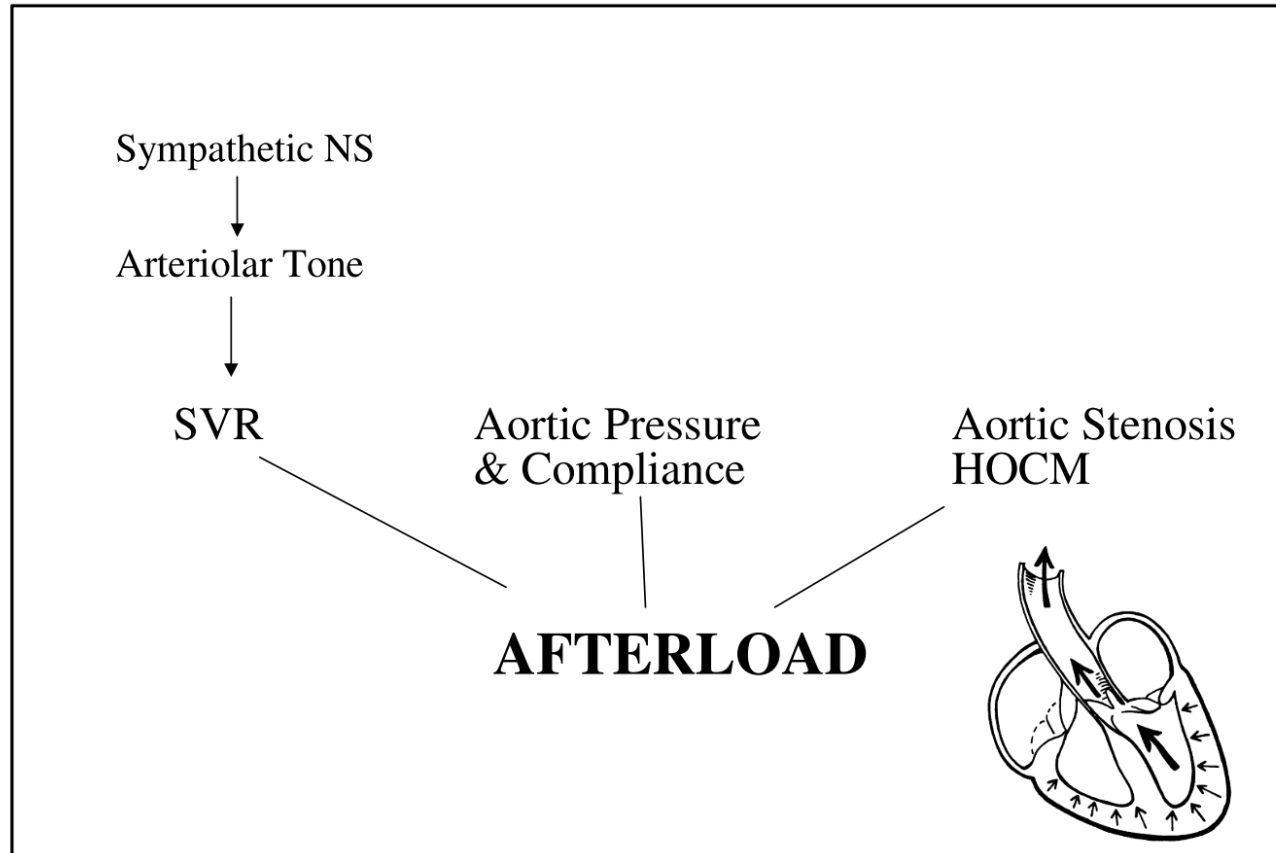 Sympathetic NS
Arteriolar Tone
SVR
Aortic Pressure
& Compliance
Aortic Stenosis
HOCM
AFTERLOAD